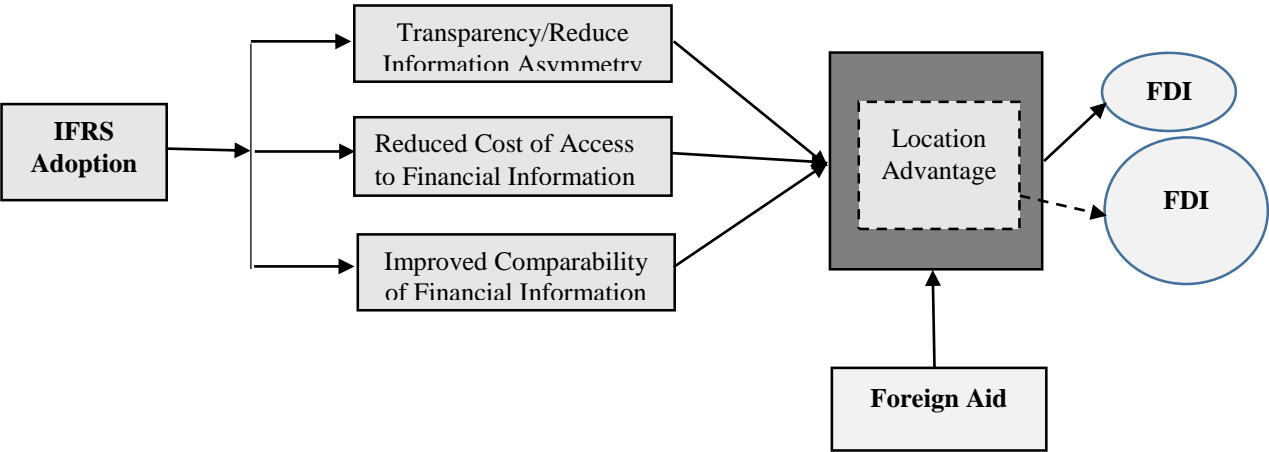 IFRS
Adoption
Transparency/Reduce
Information Asymmetry
Reduced Cost of Access
to Financial Information
Improved Comparability
of Financial Information
Location
Advantage
FDI
FDI
Foreign Aid